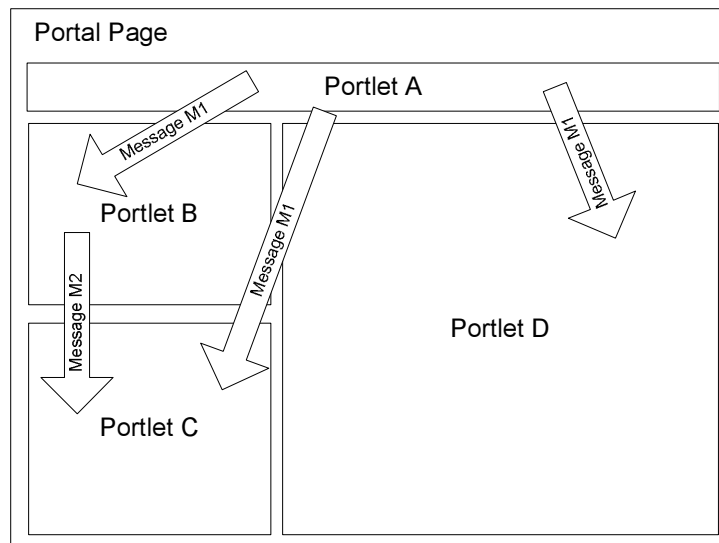 Portal Page
Portlet A
Message M1
Message M1
Message M1
Portlet B
Message M2
Portlet D
Portlet C